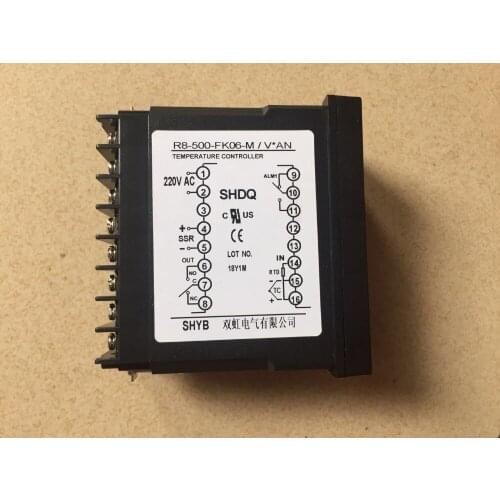 R8-500-FK06-M / V*AN
TEMPERATURE CONTROLLER
220V AC
1
2
3
+
4
SSR
-
5
OUT
6
NO
C
7
NC
8
SHDQ
C UR US
CE
LOT NO.
18Y1M
9
ALM1
10
11
12
13
IN
14
RTD
-
15
TC
+
16
SHYB 双虹电气有限公司